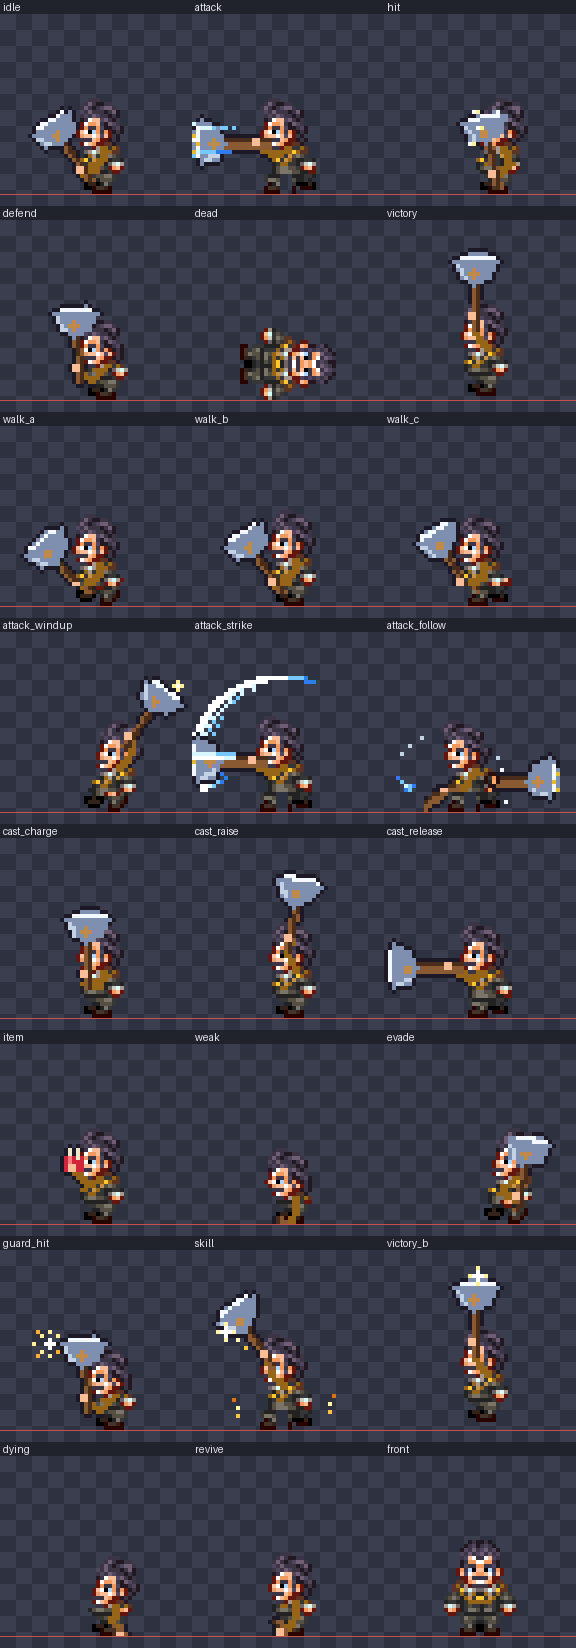 idle attack hit
defend dead victory
walk_a walk_b walk_c
attack_windup attack_strike attack_follow
cast_charge cast_raise cast_release
item weak evade
guard_hit skill victory_b
dying revive front